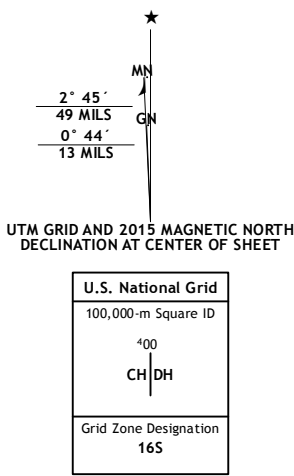 MN
2° 45´
49 MILS
GN
0° 44´
13 MILS
UTM GRID AND 2015 MAGNETIC NORTH
DECLINATION AT CENTER OF SHEET
U.S. National Grid
100,000-m Square ID
⁴00
CH DH
Grid Zone Designation
16S